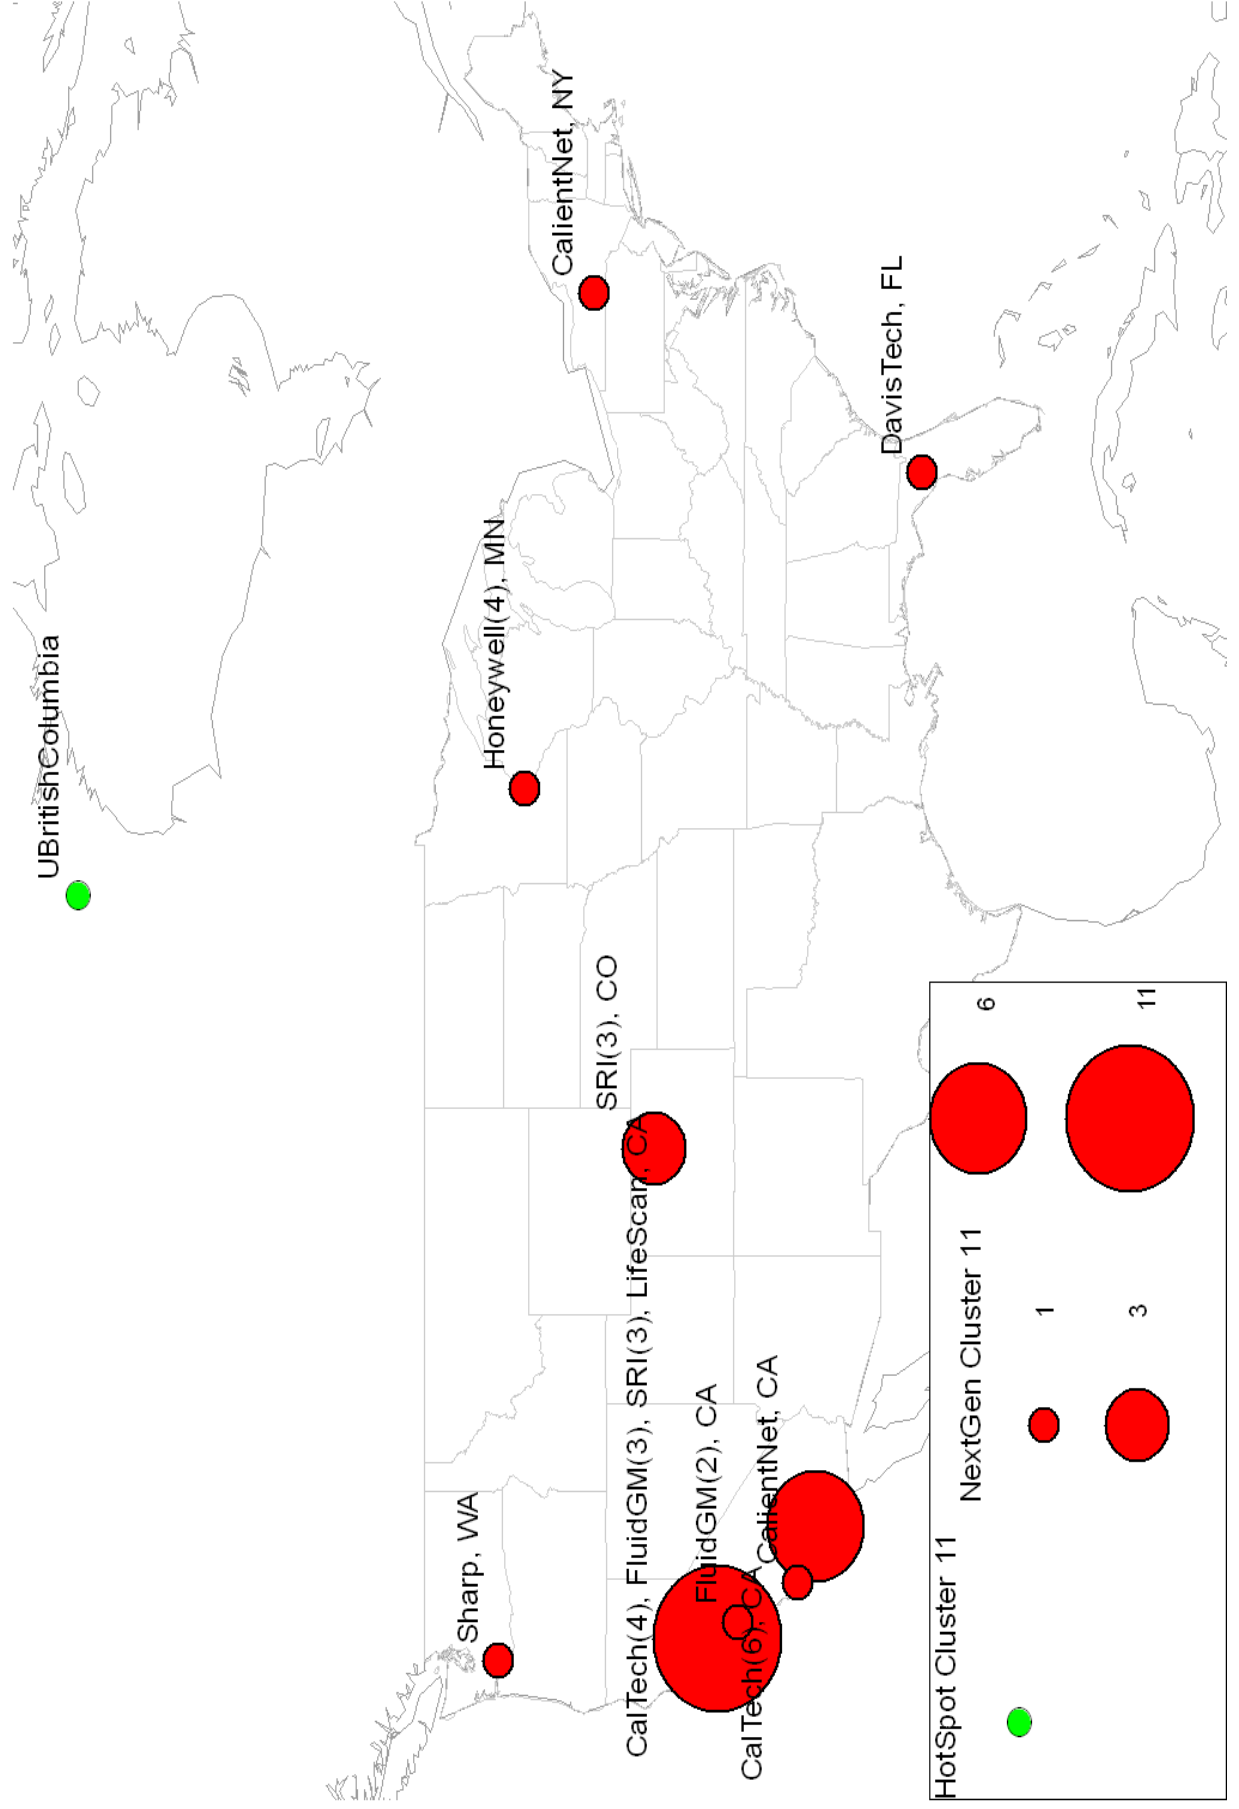 UBritishColumbia
CalientNet, NY
Honeywell(4), MN
Sharp, WA
SRI(3), CO
CalTech(4), FluidGM(3), SRI(3), LifeScan, CA
FluidGM(2), CA
CalTech(6), CA
CalientNet, CA
DavisTech, FL
HotSpot Cluster 11
NextGen Cluster 11
1
6
3
11